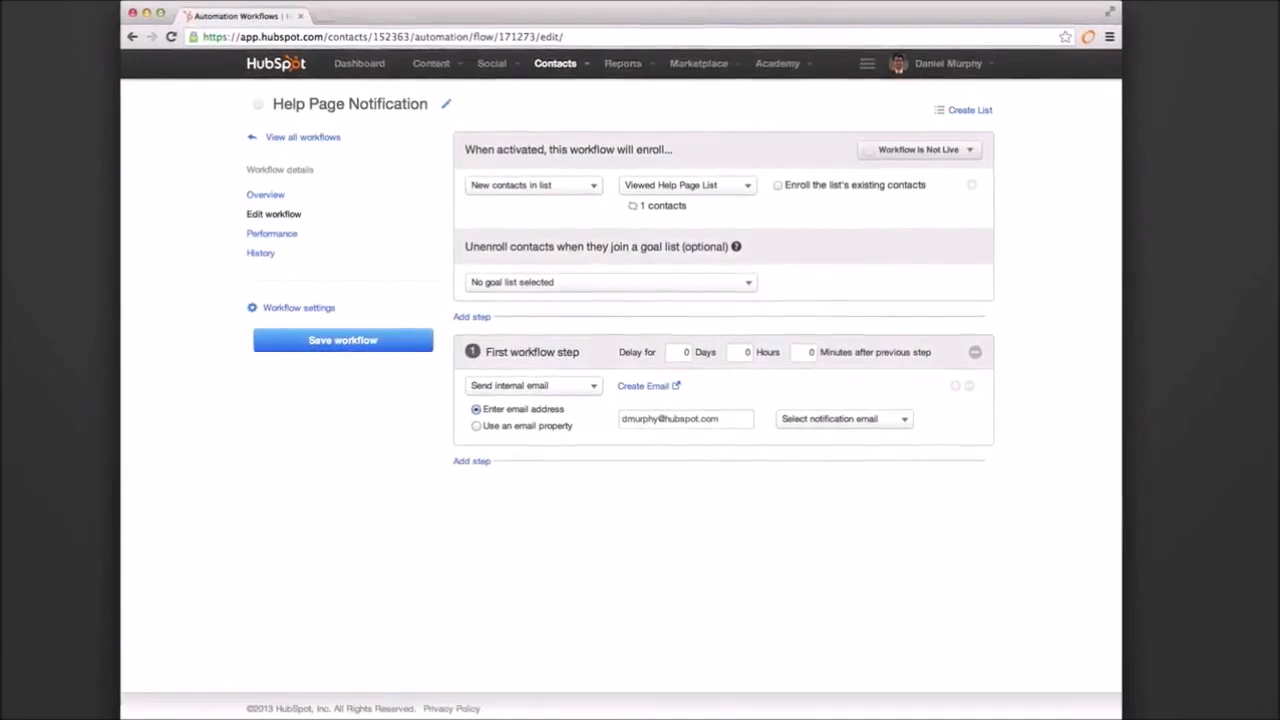 Automation Workflows |
https://app.hubspot.com/contacts/152363/automation/flow/171273/edit/
HubSpot Dashboard Content Social Contacts Reports Marketplace Academy Daniel Murphy
Help Page Notification
Create List
View all workflows
When activated, this workflow will enroll...
Workflow Is Not Live
Workflow details
New contacts in list
Viewed Help Page List
Enroll the list's existing contacts
Overview
1 contacts
Edit workflow
Performance
Unenroll contacts when they join a goal list (optional) ?
History
No goal list selected
Workflow settings
Add step
Save workflow
1 First workflow step Delay for 0 Days 0 Hours 0 Minutes after previous step
Send internal email
Create Email
Enter email address
dmurphy@hubspot.com
Select notification email
Use an email property
Add step
©2013 HubSpot, Inc. All Rights Reserved. Privacy Policy